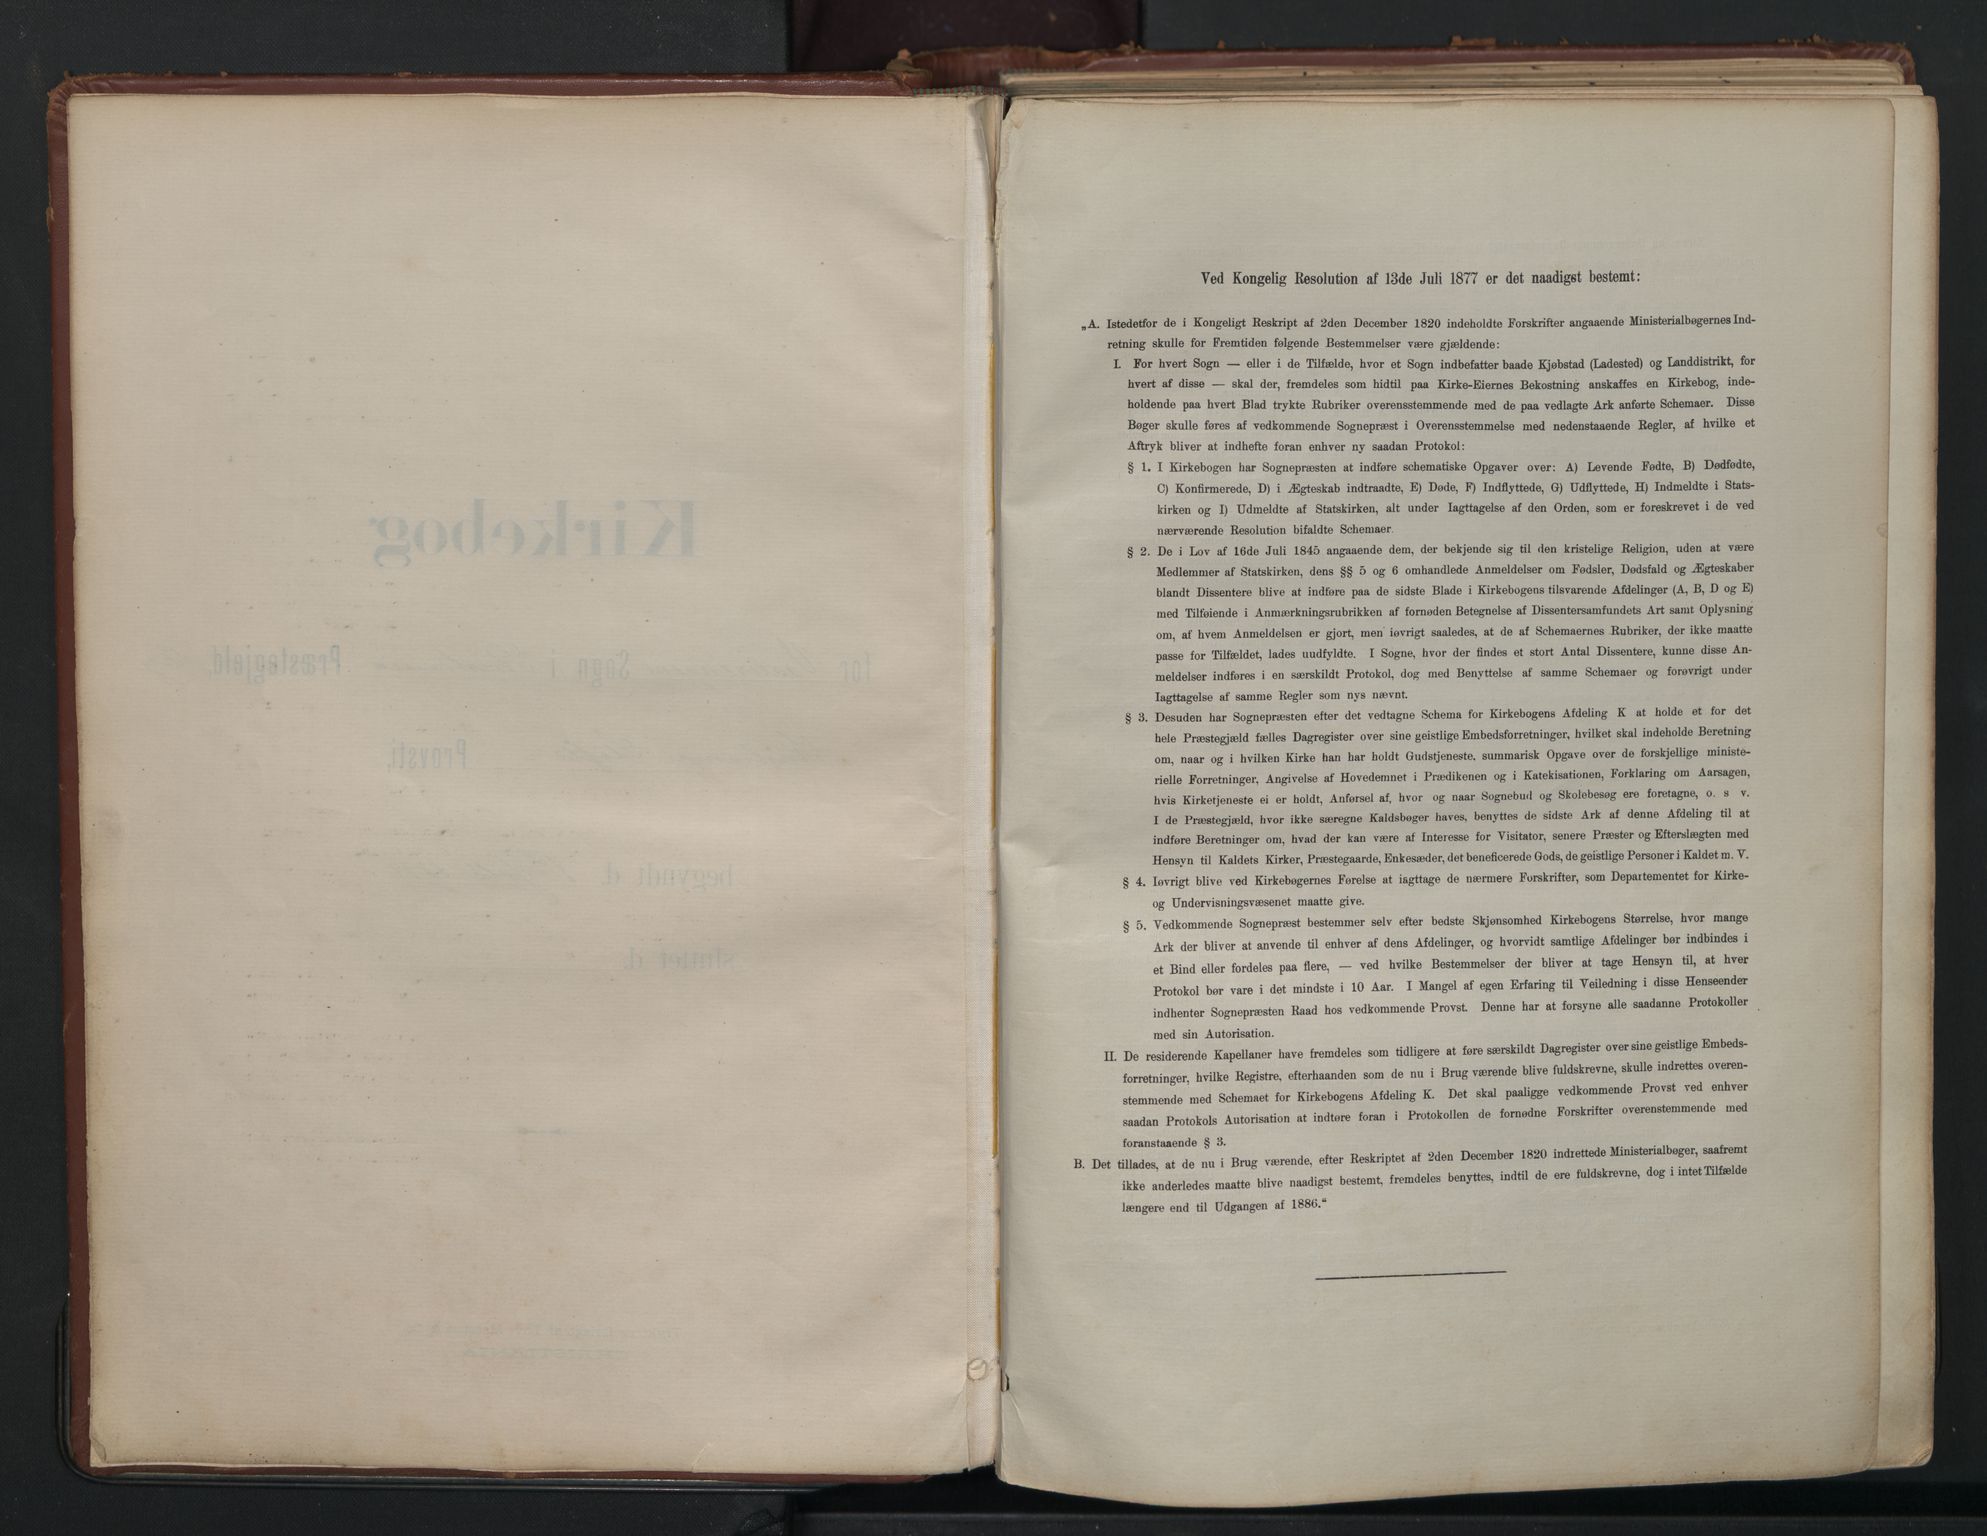 Ved Kongelig Resolution af 13de Juli 1877 er det naadigst bestemt:
„A. Istedetfor de i Kongeligt Reskript af 2den December 1820 indeholdte Forskrifter angaaende Ministerialbøgernes Ind-
retning skulle for Fremtiden følgende Bestemmelser være gjældende:
I. For hvert Sogn — eller i de Tilfælde, hvor et Sogn indbefatter baade Kjøbstad (Ladested) og Landdistrikt, for
hvert af disse — skal der, fremdeles som hidtil paa Kirke-Eiernes Bekostning anskaffes en Kirkebog, inde-
holdende paa hvert Blad trykte Rubriker overensstemmende med de paa vedlagte Ark anførte Schemaer. Disse
Bøger skulle føres af vedkommende Sognepræst i Overensstemmelse med nedenstaaende Regler, af hvilke et
Aftryk bliver at indhefte foran enhver ny saadan Protokol:
§ 1. I Kirkebogen har Sognepræsten at indføre schematiske Opgaver over: A) Levende Fødte, B) Dødfødte,
C) Konfirmerede, D) i Ægteskab indtraadte, E) Døde, F) Indflyttede, G) Udflyttede, H) Indmeldte i Stats-
kirken og I) Udmeldte af Statskirken, alt under Iagttagelse af den Orden, som er foreskrevet i de ved
nærværende Resolution bifaldte Schemaer.
§ 2. De i Lov af 16de Juli 1845 angaaende dem, der bekjende sig til den kristelige Religion, uden at være
Medlemmer af Statskirken, dens §§ 5 og 6 omhandlede Anmeldelser om Fødsler, Dødsfald og Ægteskaber
blandt Dissentere blive at indføre paa de sidste Blade i Kirkebogens tilsvarende Afdelinger (A, B, D og E)
med Tilføiende i Anmærkningsrubrikken af fornøden Betegnelse af Dissentersamfundets Art samt Oplysning
om, af hvem Anmeldelsen er gjort, men iøvrigt saaledes, at de af Schemaernes Rubriker, der ikke maatte
passe for Tilfældet, lades uudfyldte. I Sogne, hvor der findes et stort Antal Dissentere, kunne disse An-
meldelser indføres i en særskildt Protokol, dog med Benyttelse af samme Schemaer og forøvrigt under
Iagttagelse af samme Regler som nys nævnt.
§ 3. Desuden har Sognepræsten efter det vedtagne Schema for Kirkebogens Afdeling K at holde et for det
hele Præstegjæld fælles Dagregister over sine geistlige Embedsforretninger, hvilket skal indeholde Beretning
om, naar og i hvilken Kirke han har holdt Gudstjeneste, summarisk Opgave over de forskjellige ministe-
rielle Forretninger, Angivelse af Hovedemnet i Prædikenen og i Katekisationen, Forklaring om Aarsagen,
hvis Kirketjeneste ei er holdt, Anførsel af, hvor og naar Sognebud og Skolebesøg ere foretagne, o. s v.
I de Præstegjæld, hvor ikke særegne Kaldsbøger haves, benyttes de sidste Ark af denne Afdeling til at
indføre Beretninger om, hvad der kan være af Interesse for Visitator, senere Præster og Efterslægten med
Hensyn til Kaldets Kirker, Præstegaarde, Enkesæder, det beneficerede Gods, de geistlige Personer i Kaldet m. V.
§ 4. Iøvrigt blive ved Kirkebøgernes Førelse at iagttage de nærmere Forskrifter, som Departementet for Kirke-
og Undervisningsvæsenet maatte give.
§ 5. Vedkommende Sognepræst bestemmer selv efter bedste Skjønsomhed Kirkebogens Størrelse, hvor mange
Ark der bliver at anvende til enhver af dens Afdelinger, og hvorvidt samtlige Afdelinger bør indbindes i
et Bind eller fordeles paa flere, — ved hvilke Bestemmelser der bliver at tage Hensyn til, at hver
Protokol bør vare i det mindste i 10 Aar. I Mangel af egen Erfaring til Veiledning i disse Henseender
indhenter Sognepræsten Raad hos vedkommende Provst. Denne har at forsyne alle saadanne Protokoller
med sin Autorisation.
II. De residerende Kapellaner have fremdeles som tidligere at føre særskildt Dagregister over sine geistlige Embeds-
forretninger, hvilke Registre, efterhaanden som de nu i Brug værende blive fuldskrevne, skulle indrettes overen-
stemmende med Schemaet for Kirkebogens Afdeling K. Det skal paaligge vedkommende Provst ved enhver
saadan Protokols Autorisation at indføre foran i Protokollen de fornødne Forskrifter overenstemmende med
foranstaaende § 3.
B. Det tillades, at de nu i Brug værende, efter Reskriptet af 2den December 1820 indrettede Ministerialbøger, saafremt
ikke anderledes maatte blive naadigst bestemt, fremdeles benyttes, indtil de ere fuldskrevne, dog i intet Tilfælde
længere end til Udgangen af 1886.“
Kirkebog
for Sogn i Præstegjeld,
Provsti,
begyndt d.
sluttet d.